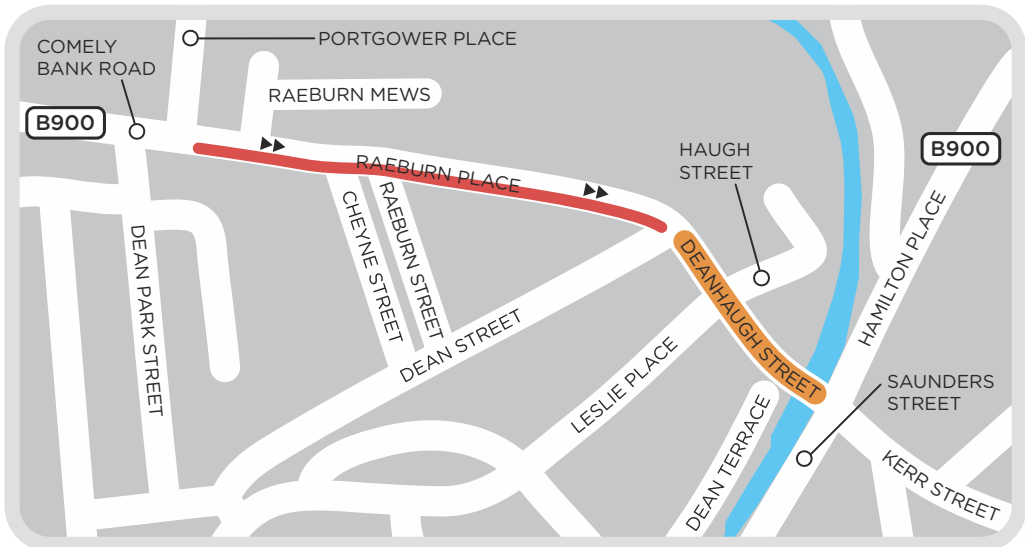 COMELY
BANK ROAD
PORTGOWER PLACE
RAEBURN MEWS
B900
B900
RAEBURN PLACE
HAUGH
STREET
DEAN PARK STREET
CHEYNE STREET
RAEBURN STREET
DEAN STREET
DEANHAUGH STREET
HAMILTON PLACE
LESLIE PLACE
SAUNDERS
STREET
DEAN TERRACE
KERR STREET